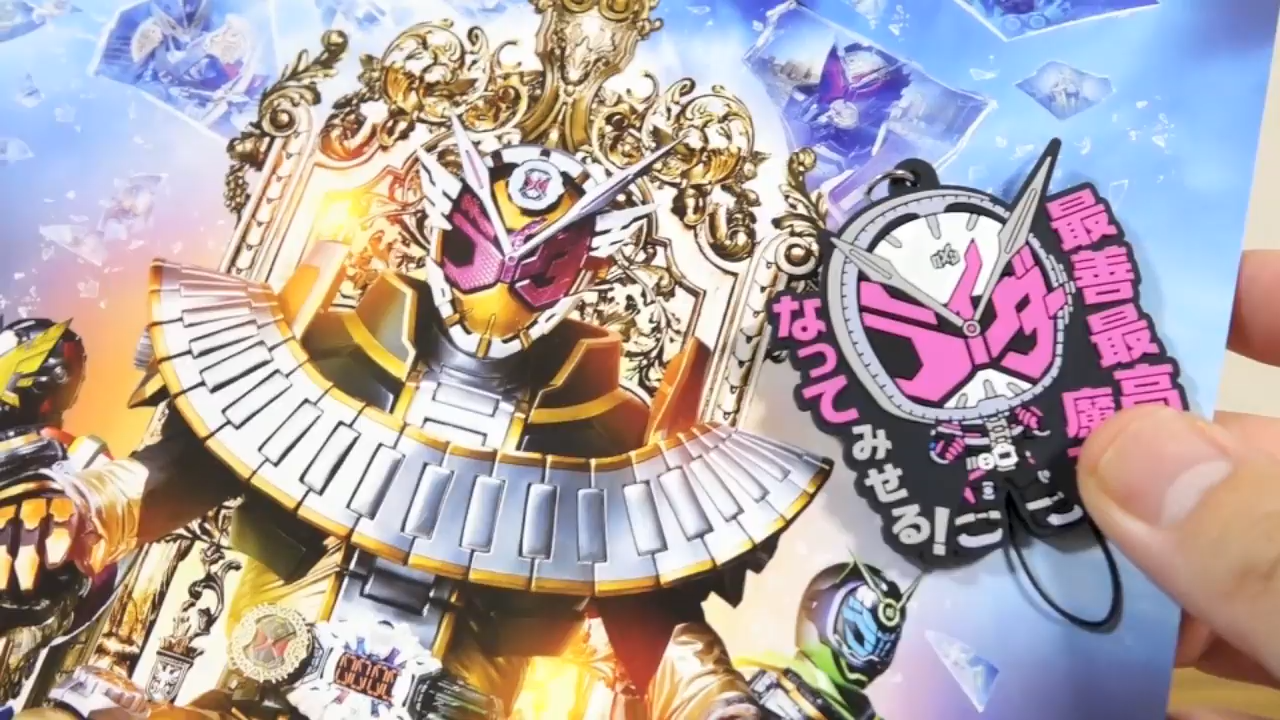 最善最高
魔
なって
みせる!
ライダー